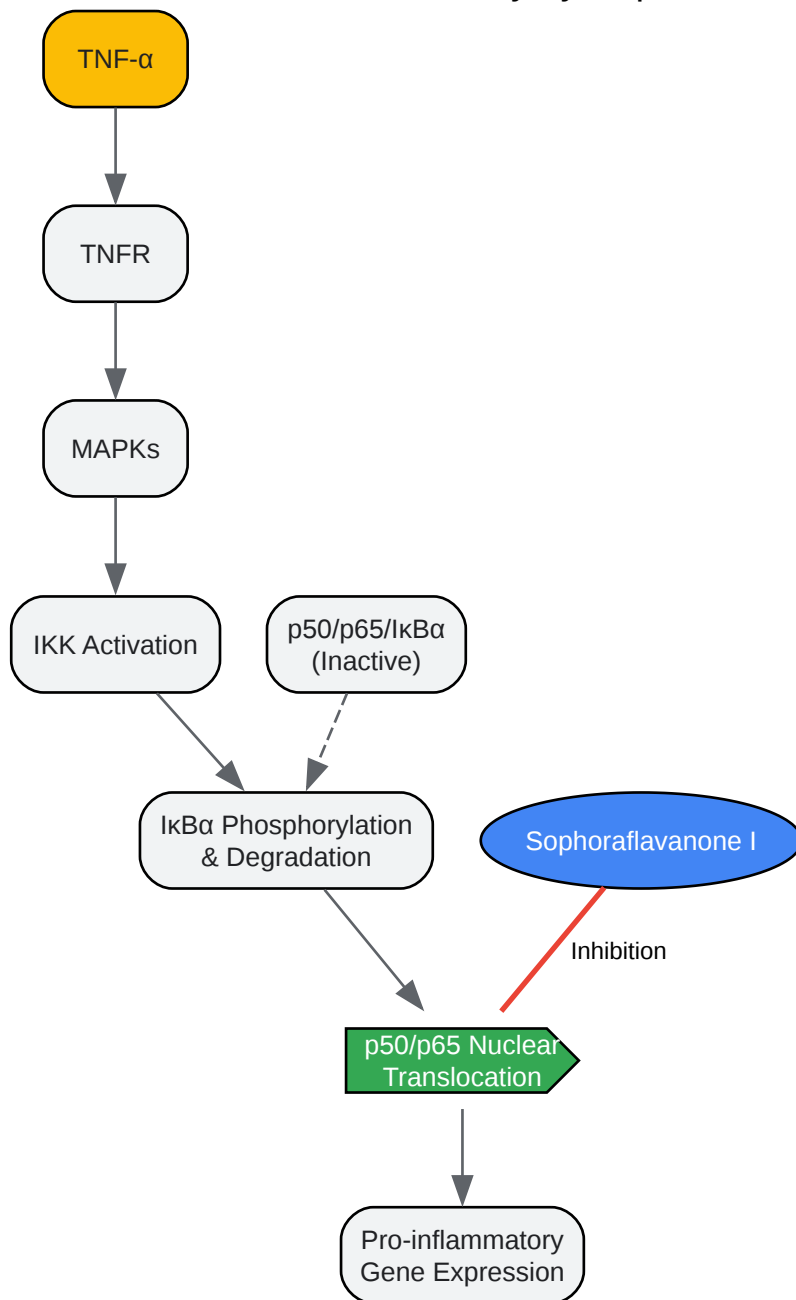 TNF-α
TNFR
MAPKs
IKK Activation
p50/p65/IκBα
(Inactive)
IκBα Phosphorylation
& Degradation
Sophoraflavanone I
Inhibition
p50/p65 Nuclear
Translocation
Pro-inflammatory
Gene Expression